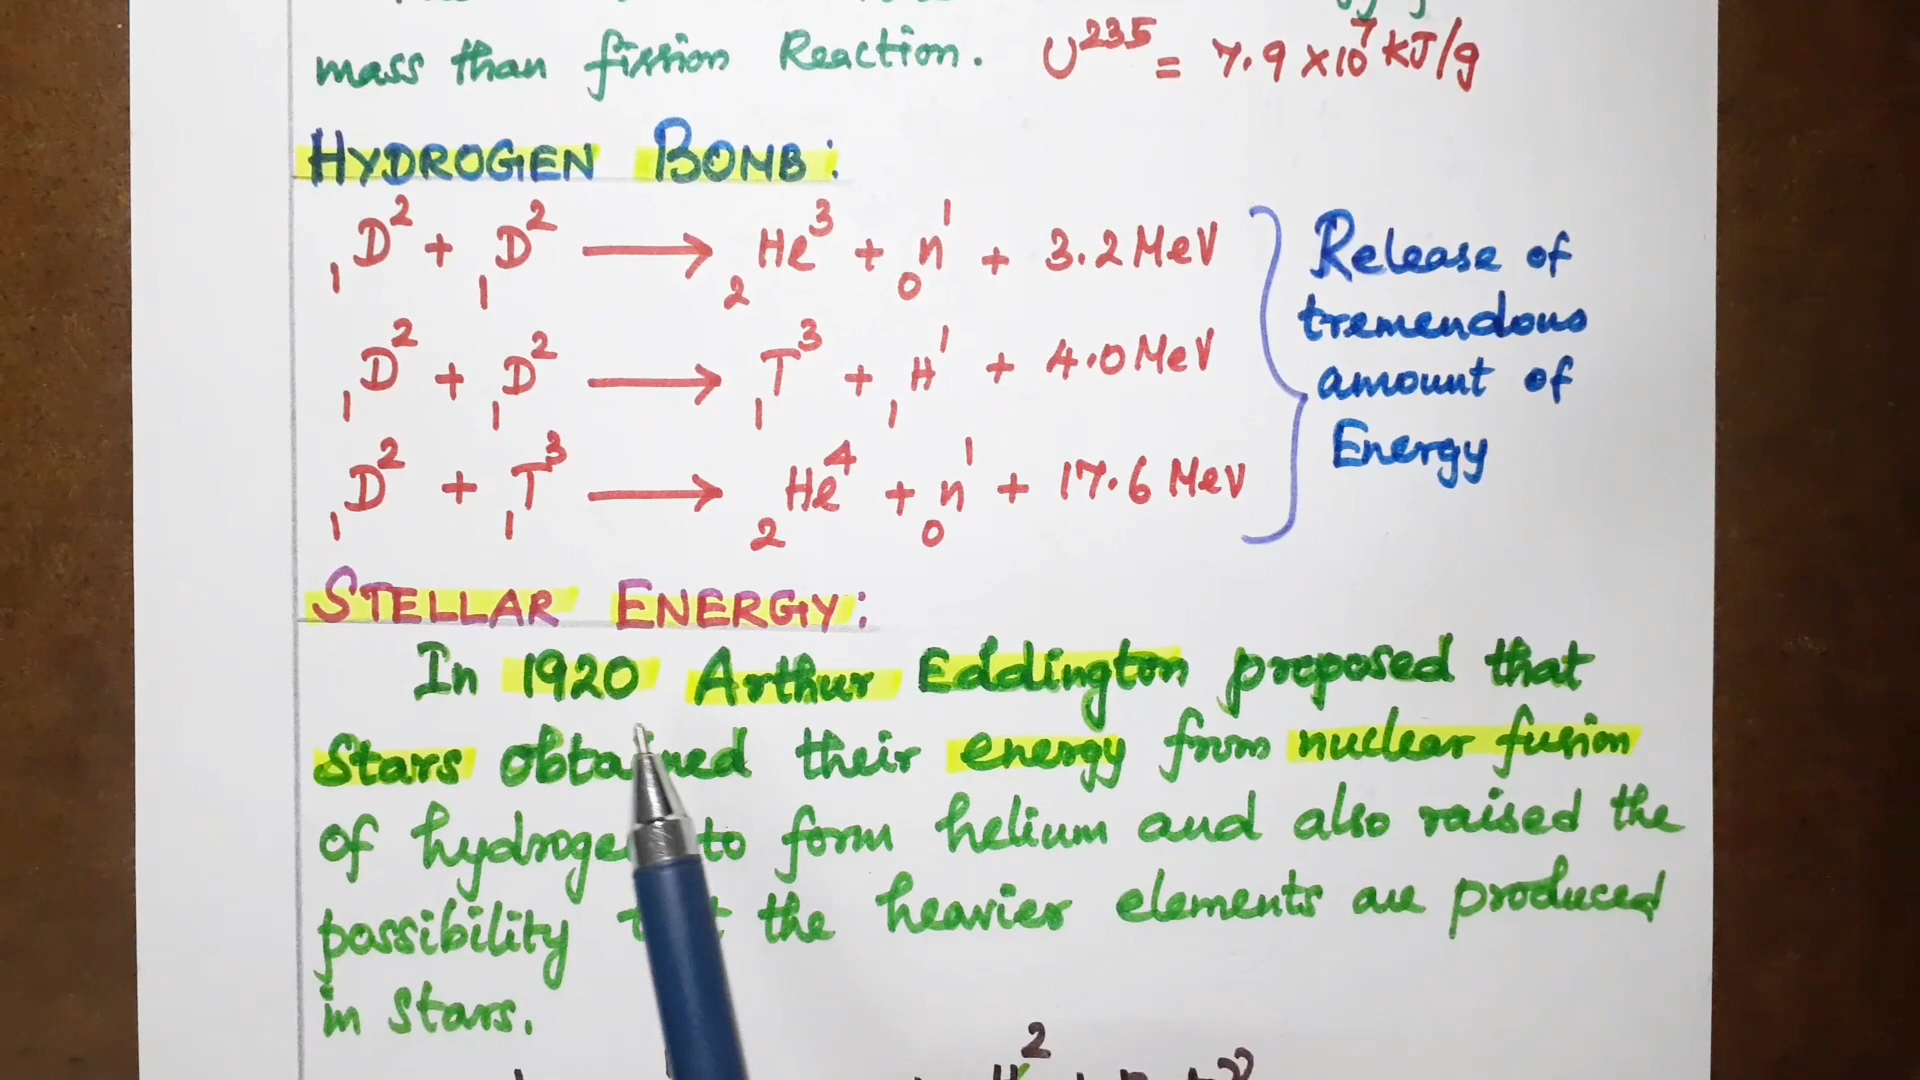 mass than fission Reaction. U²³⁵ = 7.9 × 10⁷ kJ/g
HYDROGEN BOMB:
₁D² + ₁D² ⟶ ₂He³ + ₀n¹ + 3.2 MeV
₁D² + ₁D² ⟶ ₁T³ + ₁H¹ + 4.0 MeV
₁D² + ₁T³ ⟶ ₂He⁴ + ₀n¹ + 17.6 MeV
Release of
tremendous
amount of
Energy
STELLAR ENERGY:
In 1920 Arthur Eddington proposed that
Stars obtained their energy from nuclear fusion
of hydrogen to form helium and also raised the
possibility the heavier elements are produced
in stars.